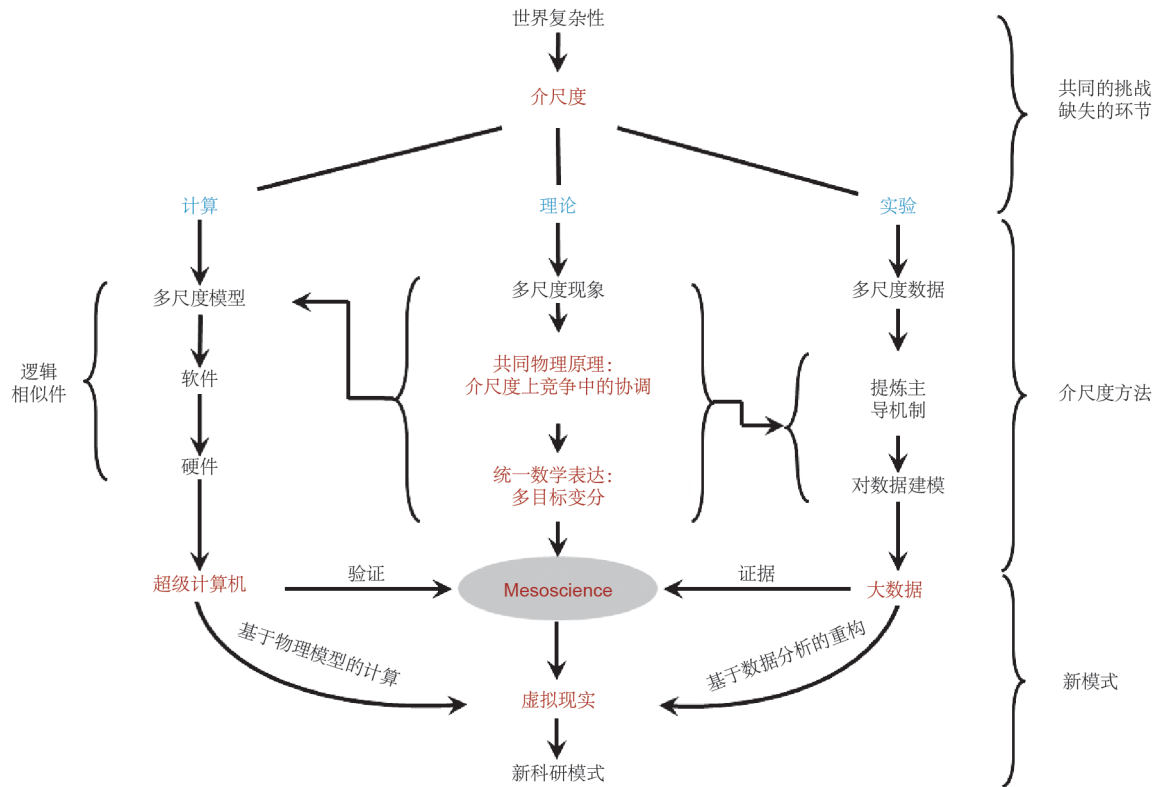 世界复杂性
介尺度
共同的挑战
缺失的环节
计算
理论
实验
多尺度模型
多尺度现象
多尺度数据
逻辑
相似件
软件
共同物理原理：
介尺度上竞争中的协调
提炼主
导机制
介尺度方法
硬件
统一数学表达：
多目标变分
对数据建模
超级计算机
验证
Mesoscience
证据
大数据
基于物理模型的计算
基于数据分析的重构
新模式
虚拟现实
新科研模式